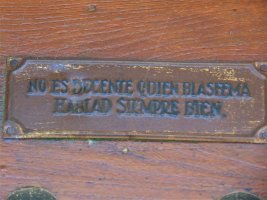 NO ES DECENTE QUIEN BLASFEMA
HABLAD SIEMPRE BIEN.